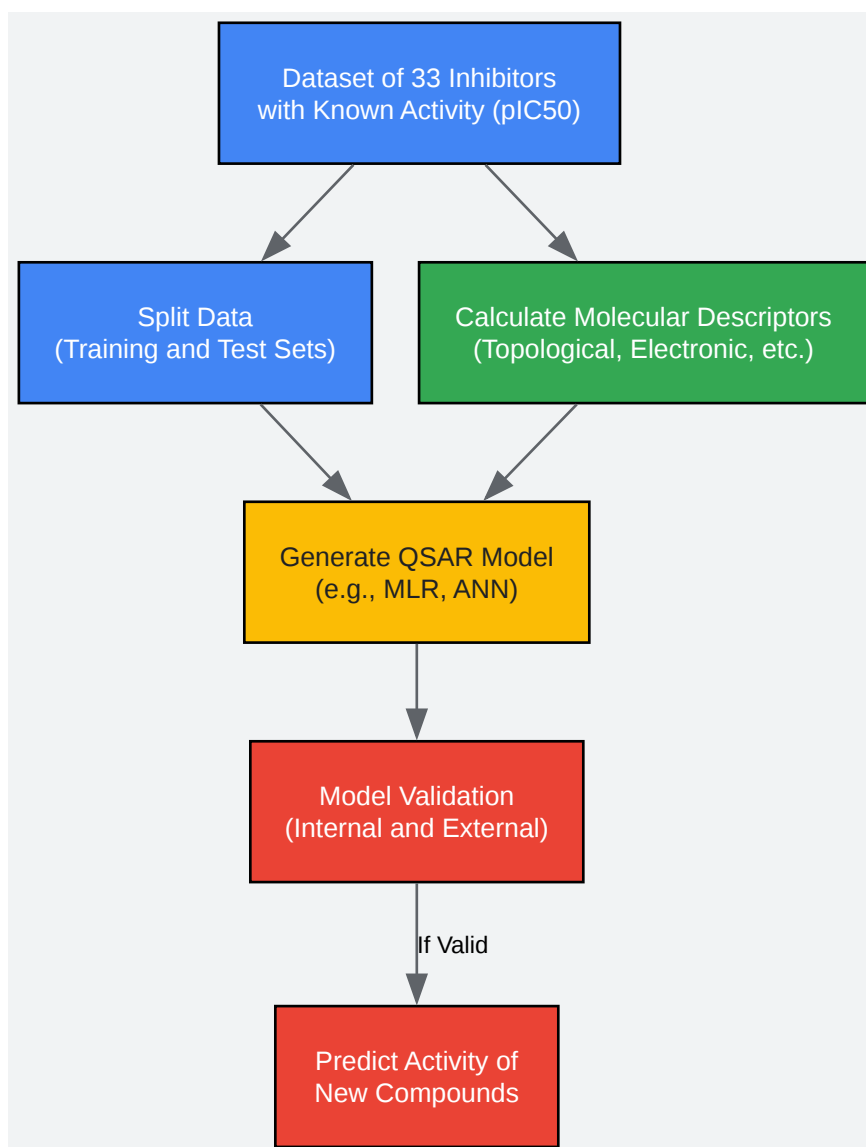 Dataset of 33 Inhibitors
with Known Activity (pIC50)
Split Data
(Training and Test Sets)
Calculate Molecular Descriptors
(Topological, Electronic, etc.)
Generate QSAR Model
(e.g., MLR, ANN)
Model Validation
(Internal and External)
If Valid
Predict Activity of
New Compounds